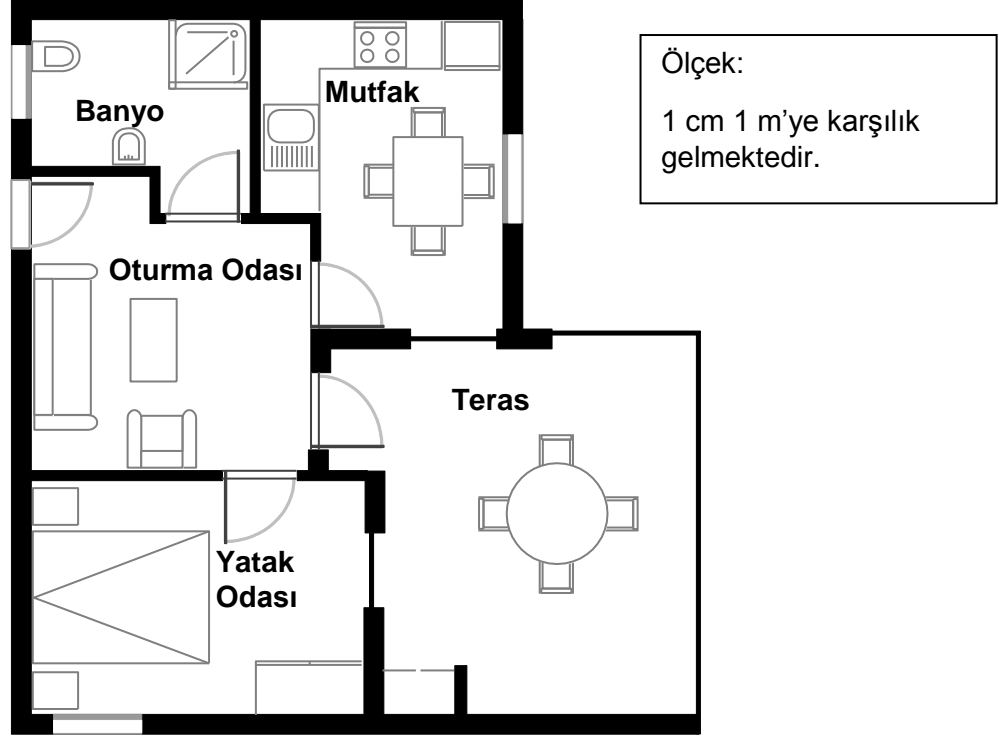 Ölçek:
1 cm 1 m’ye karşılık
gelmektedir.
Mutfak
Banyo
Oturma Odası
Teras
Yatak
Odası